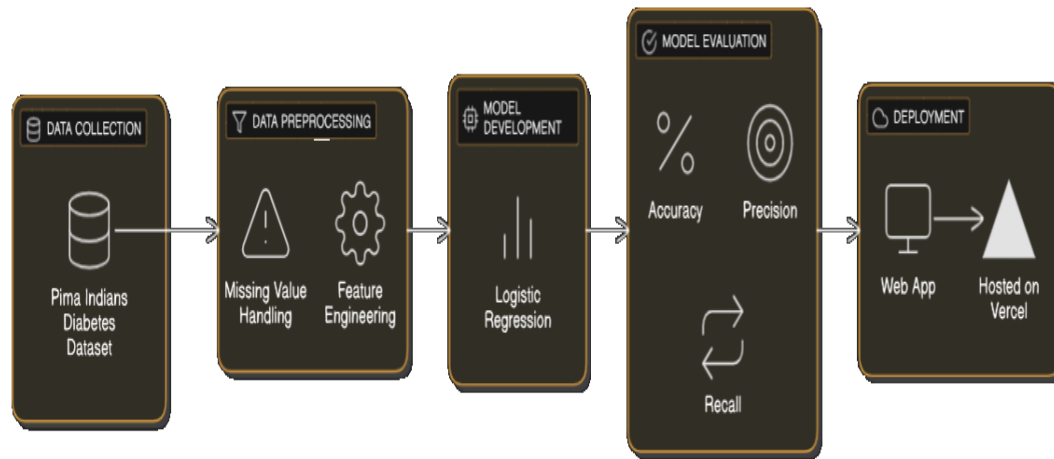 DATA COLLECTION
Pima Indians
Diabetes
Dataset
DATA PREPROCESSING
Missing Value
Handling
Feature
Engineering
MODEL
DEVELOPMENT
Logistic
Regression
MODEL EVALUATION
Accuracy
Precision
Recall
DEPLOYMENT
Web App
Hosted on
Vercel